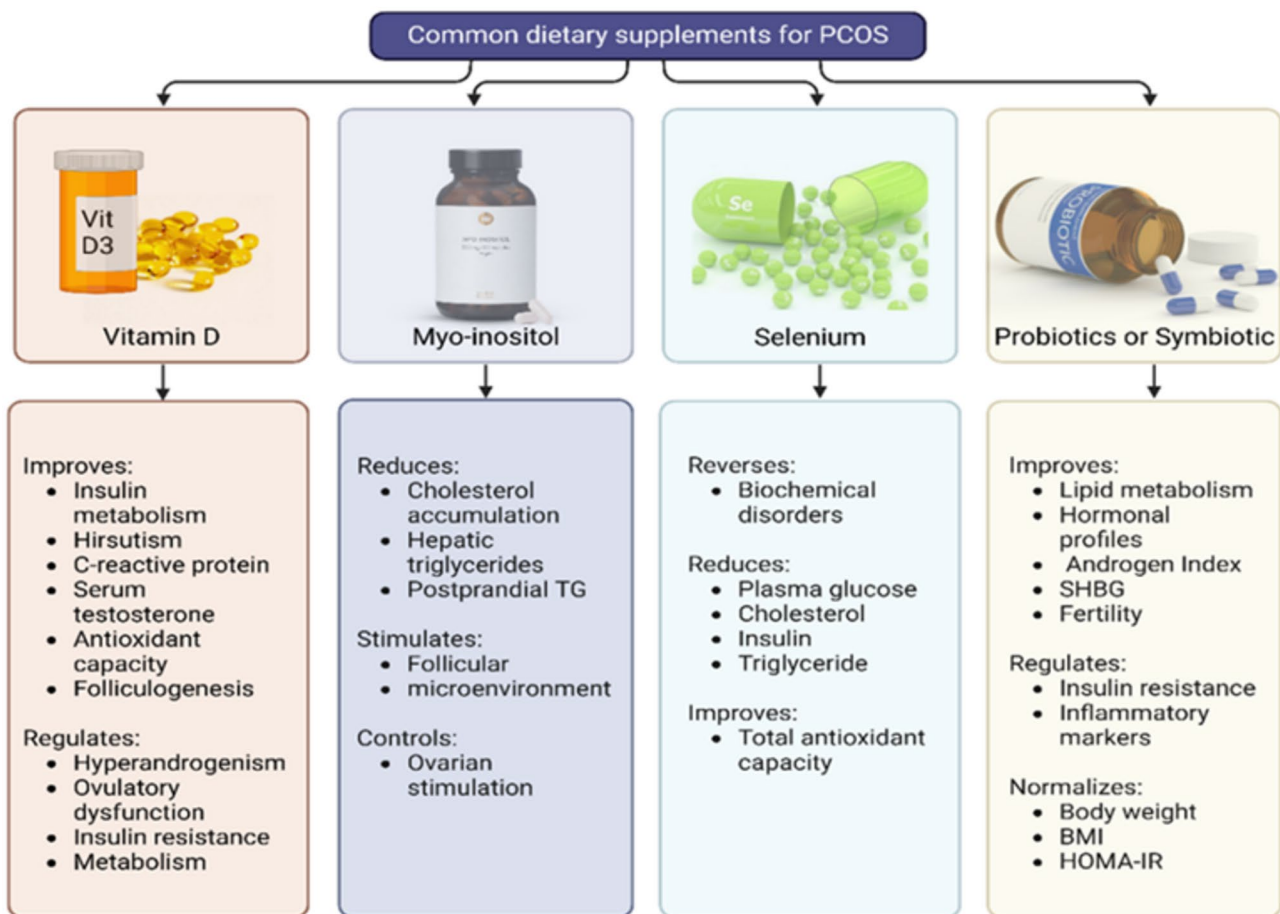 Common dietary supplements for PCOS
Vit
D3
Vitamin D
Myo-inositol
Se
Selenium
PROBIOTIC
Probiotics or Symbiotic
Improves:
• Insulin
metabolism
• Hirsutism
• C-reactive protein
• Serum
testosterone
• Antioxidant
capacity
• Folliculogenesis
Regulates:
• Hyperandrogenism
• Ovulatory
dysfunction
• Insulin resistance
• Metabolism
Reduces:
• Cholesterol
accumulation
• Hepatic
triglycerides
• Postprandial TG
Stimulates:
• Follicular
• microenvironment
Controls:
• Ovarian
stimulation
Reverses:
• Biochemical
disorders
Reduces:
• Plasma glucose
• Cholesterol
• Insulin
• Triglyceride
Improves:
• Total antioxidant
capacity
Improves:
• Lipid metabolism
• Hormonal
profiles
• Androgen Index
• SHBG
• Fertility
Regulates:
• Insulin resistance
• Inflammatory
markers
Normalizes:
• Body weight
• BMI
• HOMA-IR